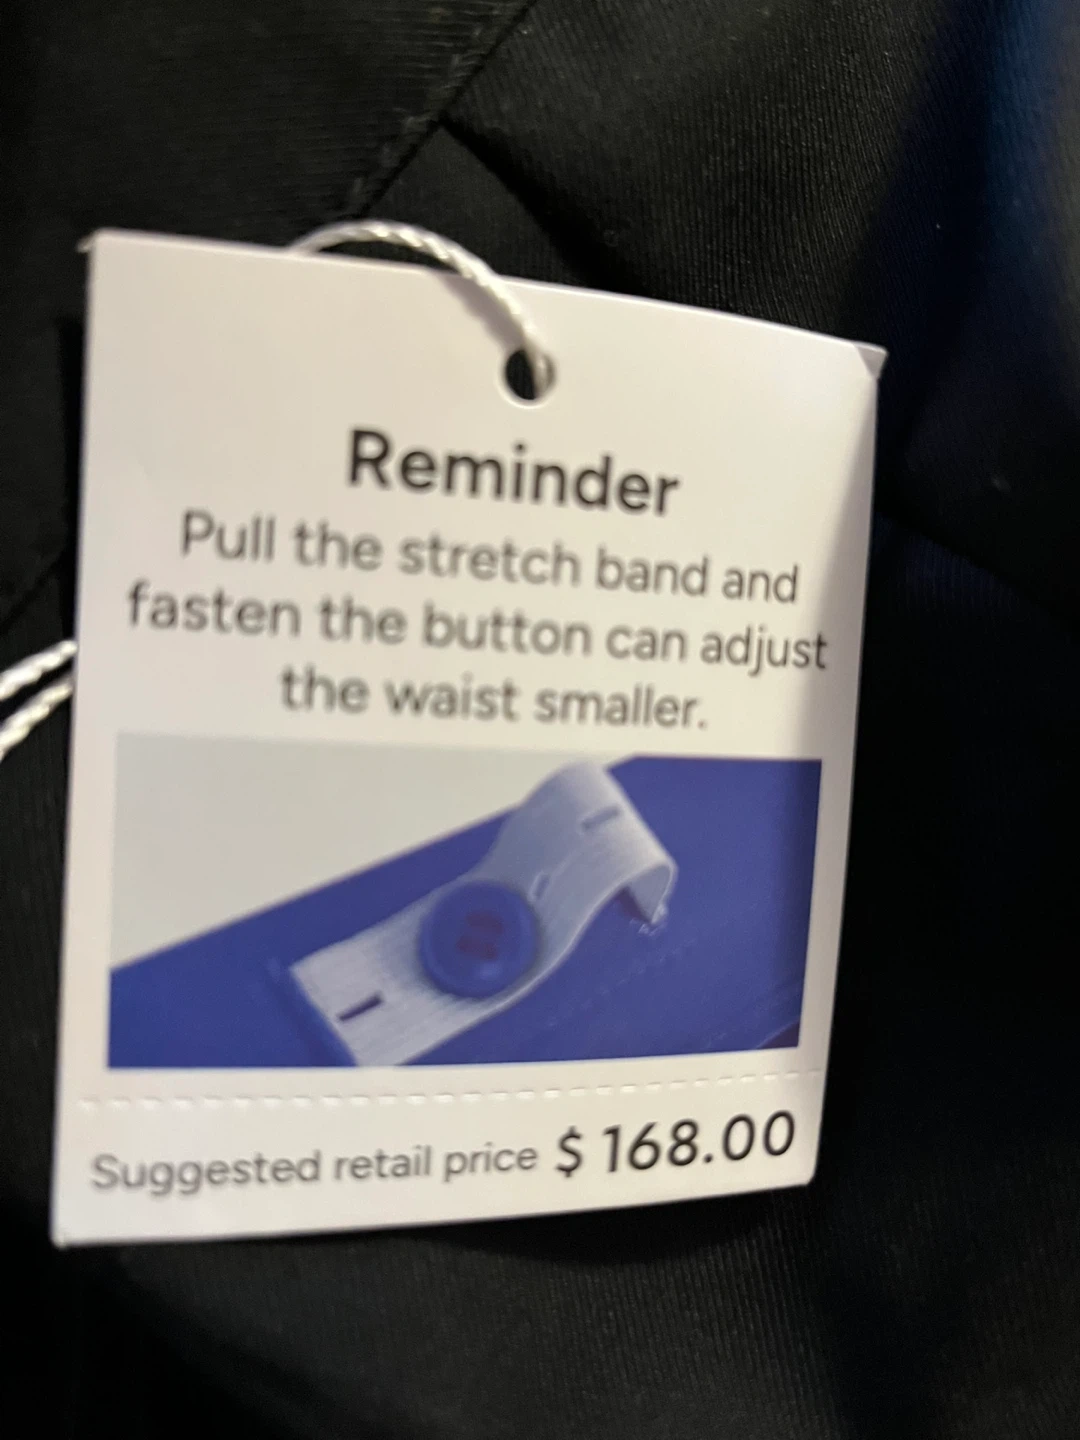 Reminder
Pull the stretch band and
fasten the button can adjust
the waist smaller.
Suggested retail price $ 168.00